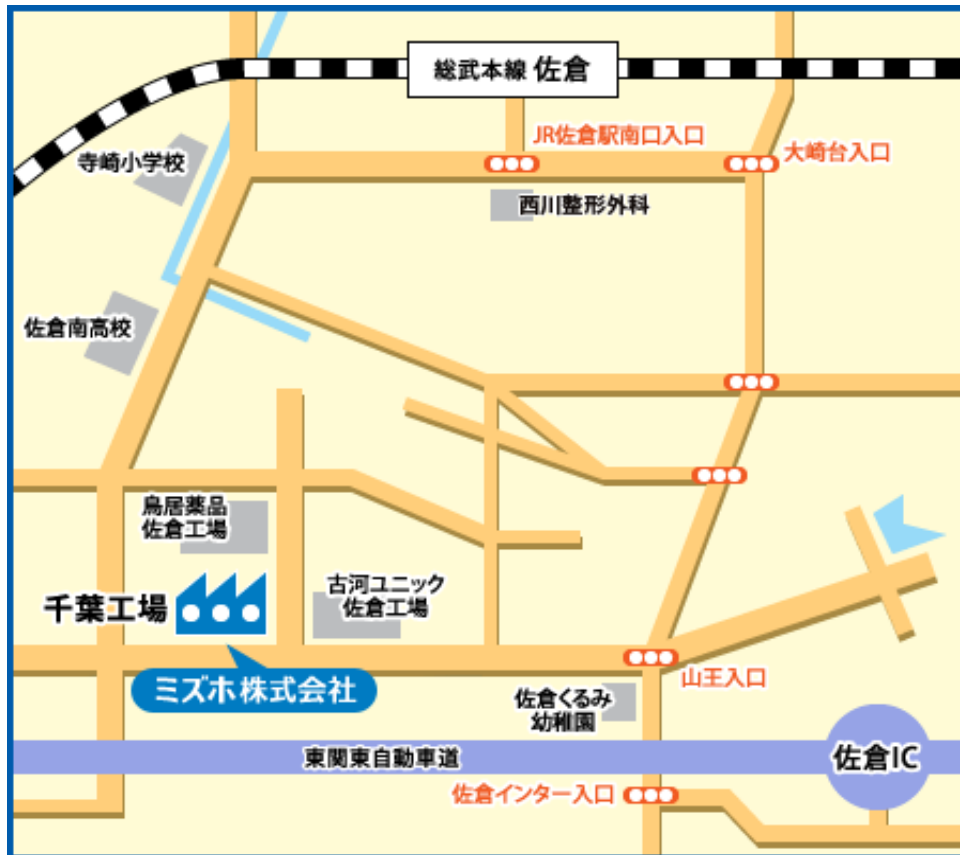 総武本線 佐倉
JR佐倉駅南口入口
大崎台入口
寺崎小学校
西川整形外科
佐倉南高校
鳥居薬品
佐倉工場
古河ユニック
佐倉工場
千葉工場
ミズホ株式会社
山王入口
佐倉くるみ
幼稚園
東関東自動車道
佐倉IC
佐倉インター入口